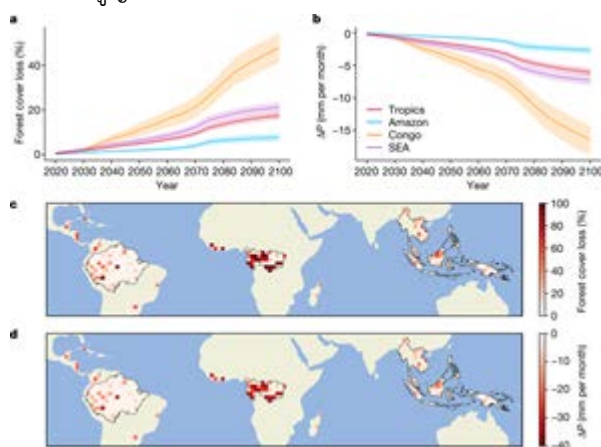 a
b
Forest cover loss (%)
40
20
0
2020 2030 2040 2050 2060 2070 2080 2090 2100
Year
ΔP (mm per month)
0
−5
−10
−15
Tropics
Amazon
Congo
SEA
2020 2030 2040 2050 2060 2070 2080 2090 2100
Year
c
100
80
60
40
20
0
Forest cover loss (%)
d
0
−10
−20
−30
−40
ΔP (mm per month)